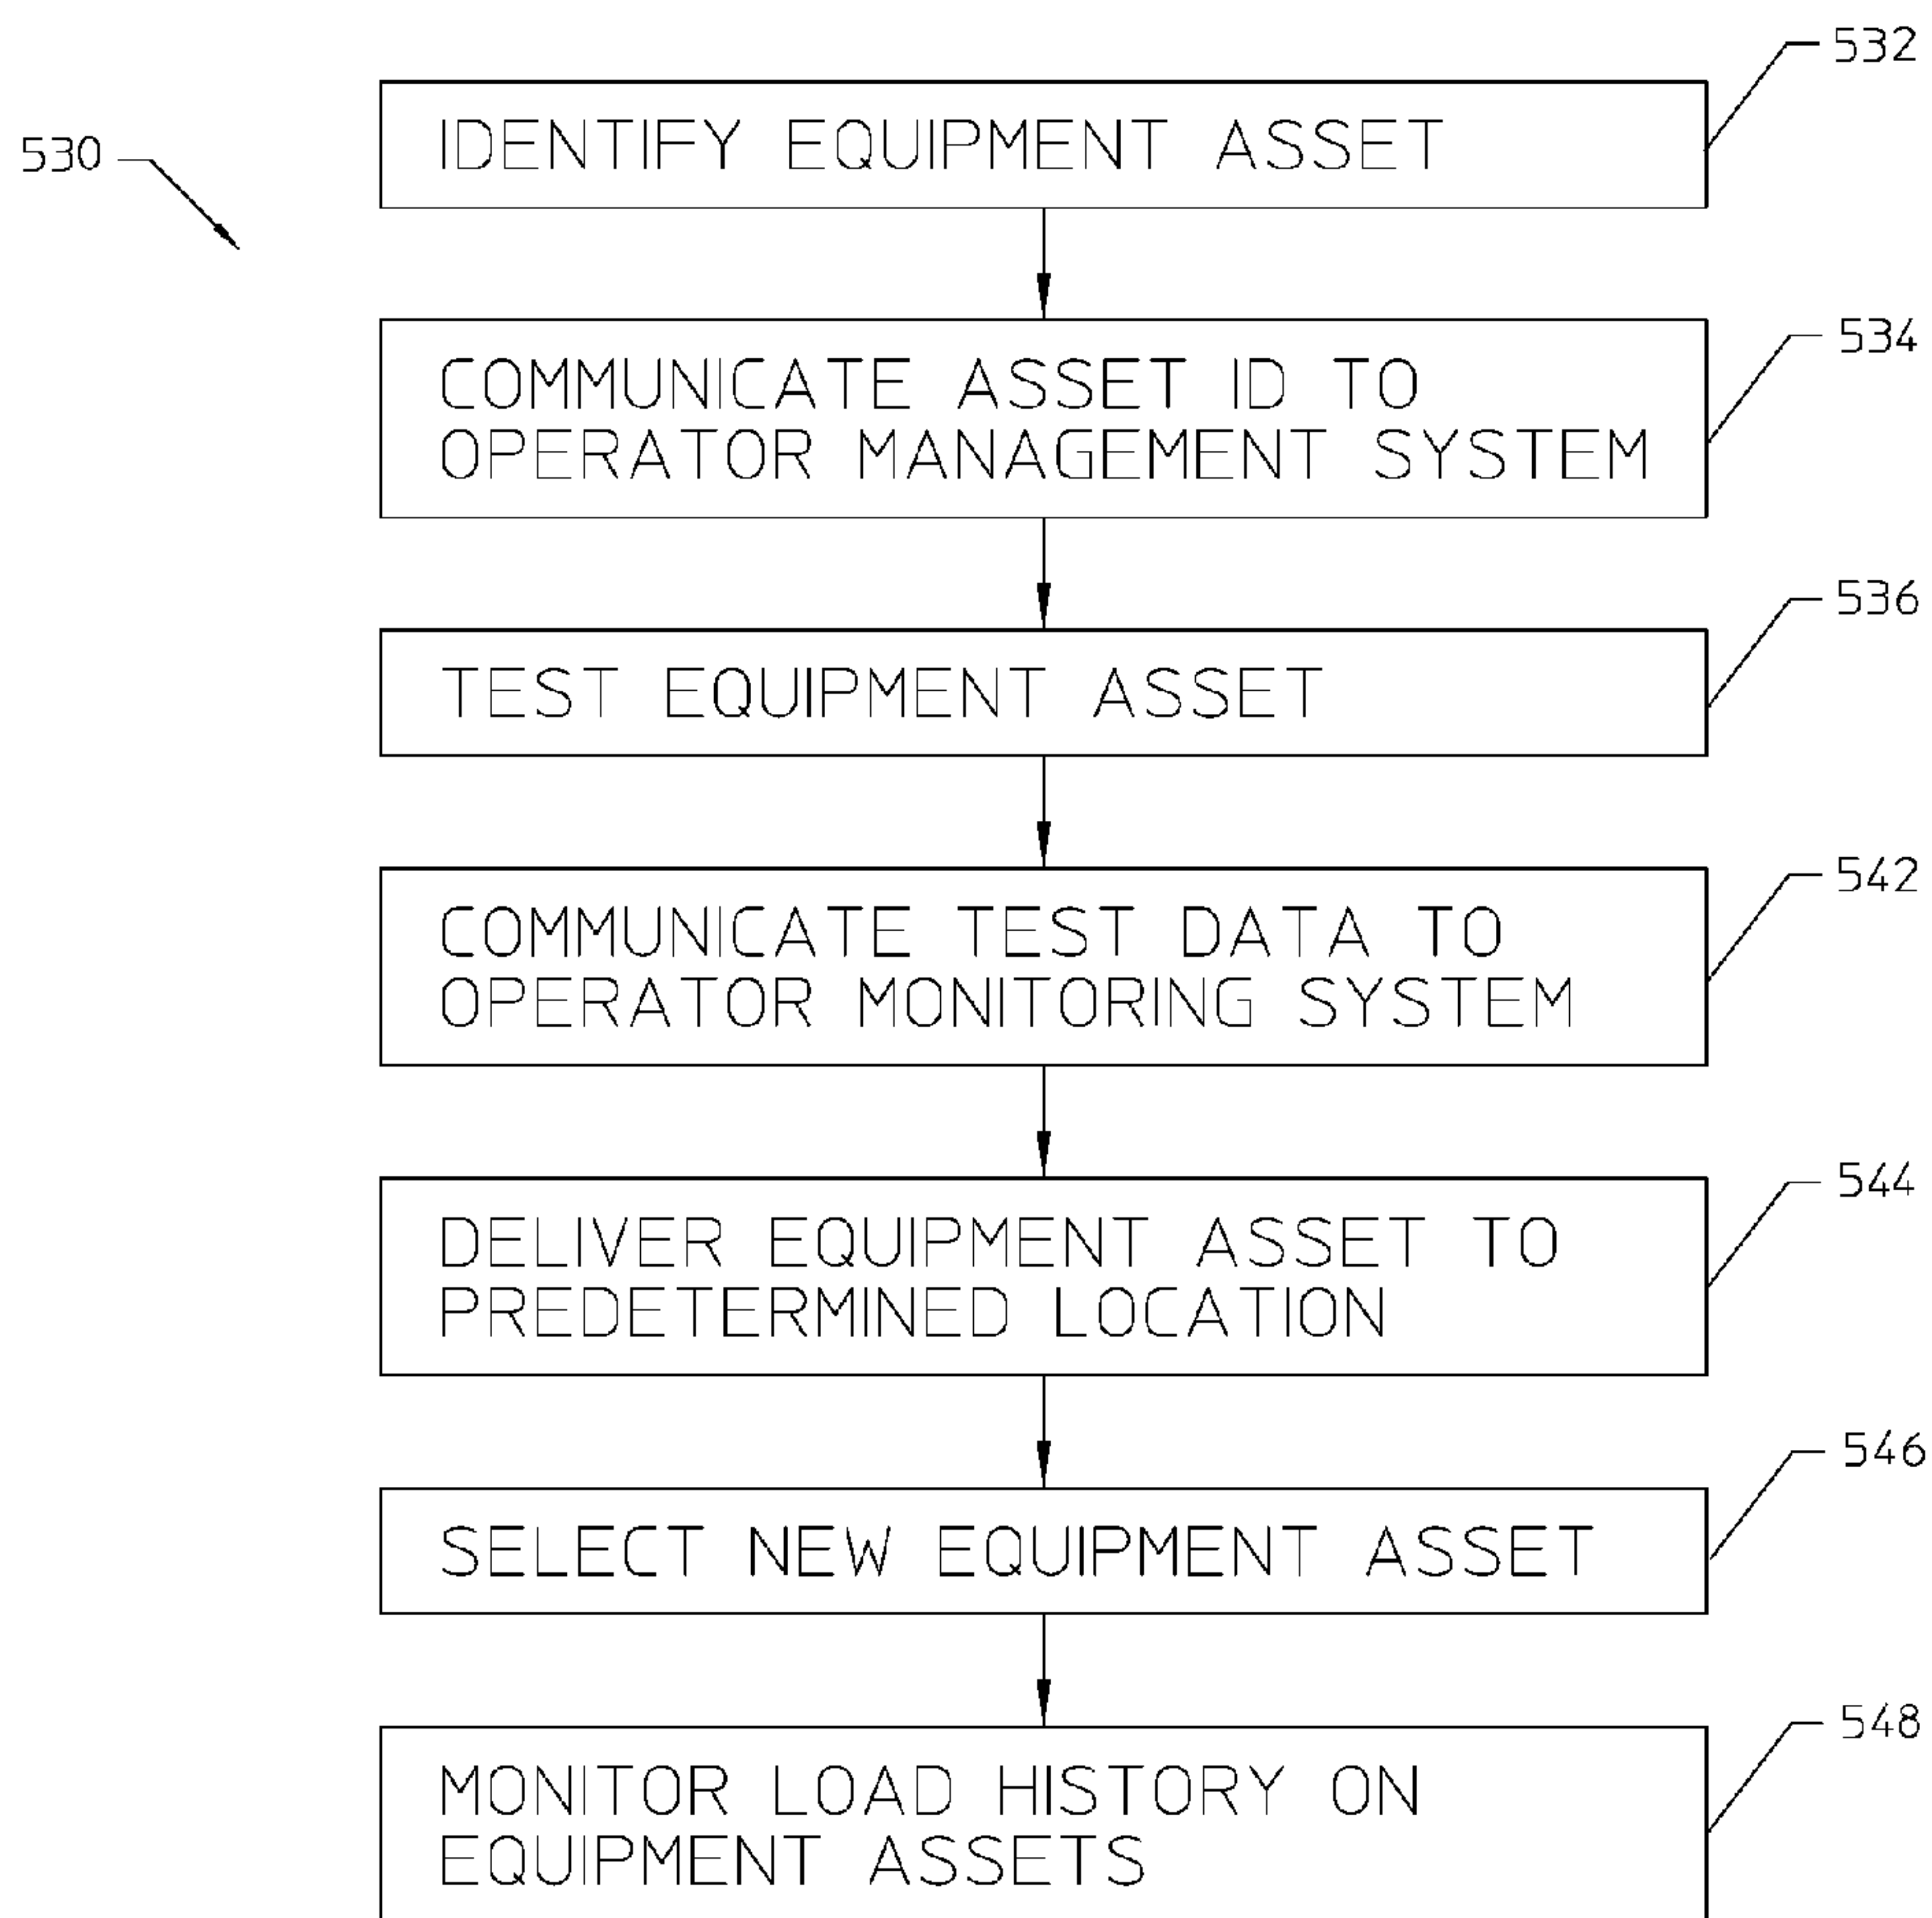 532
530
IDENTIFY EQUIPMENT ASSET
534
COMMUNICATE ASSET ID TO
OPERATOR MANAGEMENT SYSTEM
536
TEST EQUIPMENT ASSET
542
COMMUNICATE TEST DATA TO
OPERATOR MONITORING SYSTEM
544
DELIVER EQUIPMENT ASSET TO
PREDETERMINED LOCATION
546
SELECT NEW EQUIPMENT ASSET
548
MONITOR LOAD HISTORY ON
EQUIPMENT ASSETS